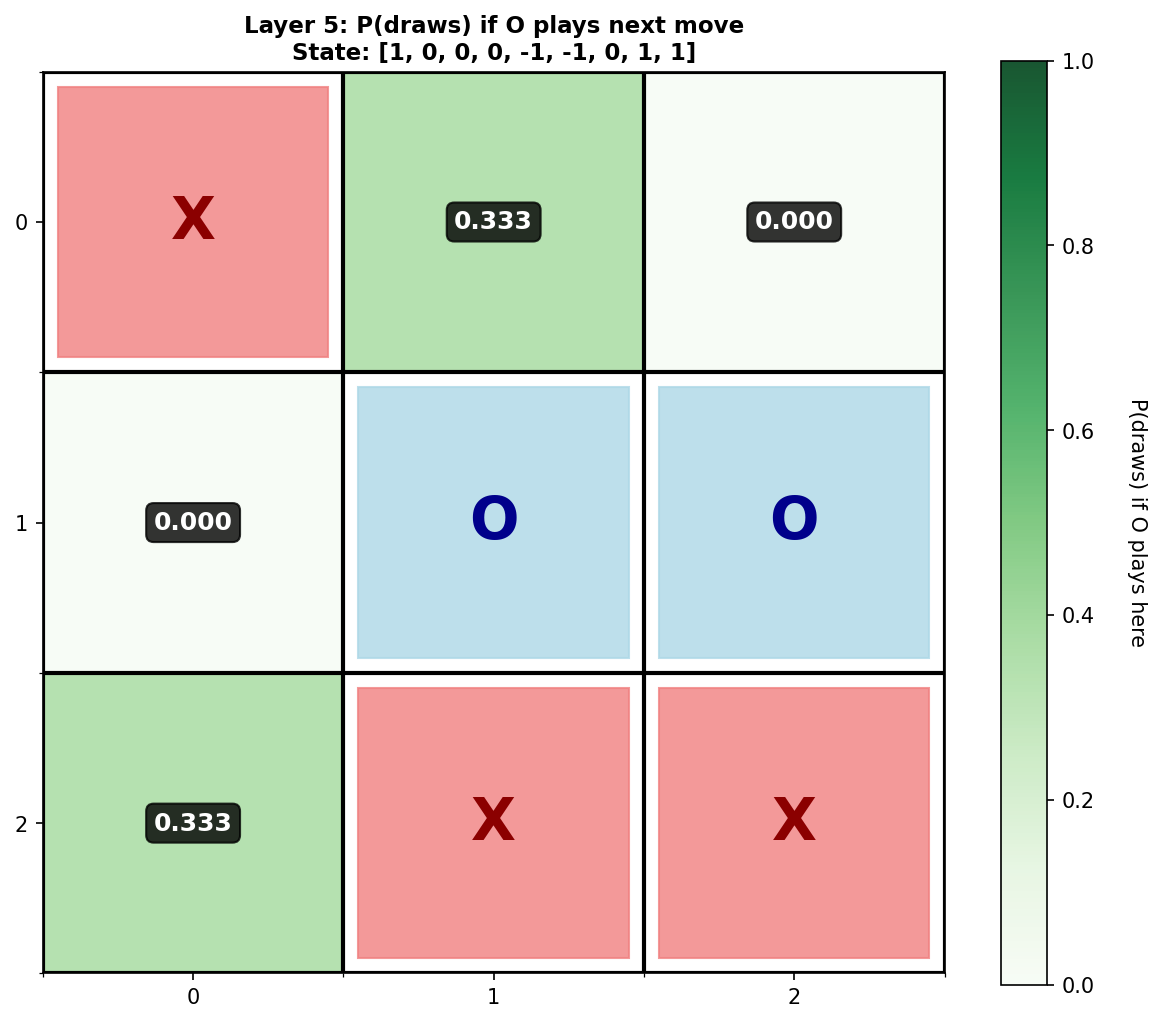 Layer 5: P(draws) if O plays next move
State: [1, 0, 0, 0, -1, -1, 0, 1, 1]
0
X
0.333
0.000
1
0.000
O
O
2
0.333
X
X
0
1
2
1.0
0.8
0.6
0.4
0.2
0.0
P(draws) if O plays here